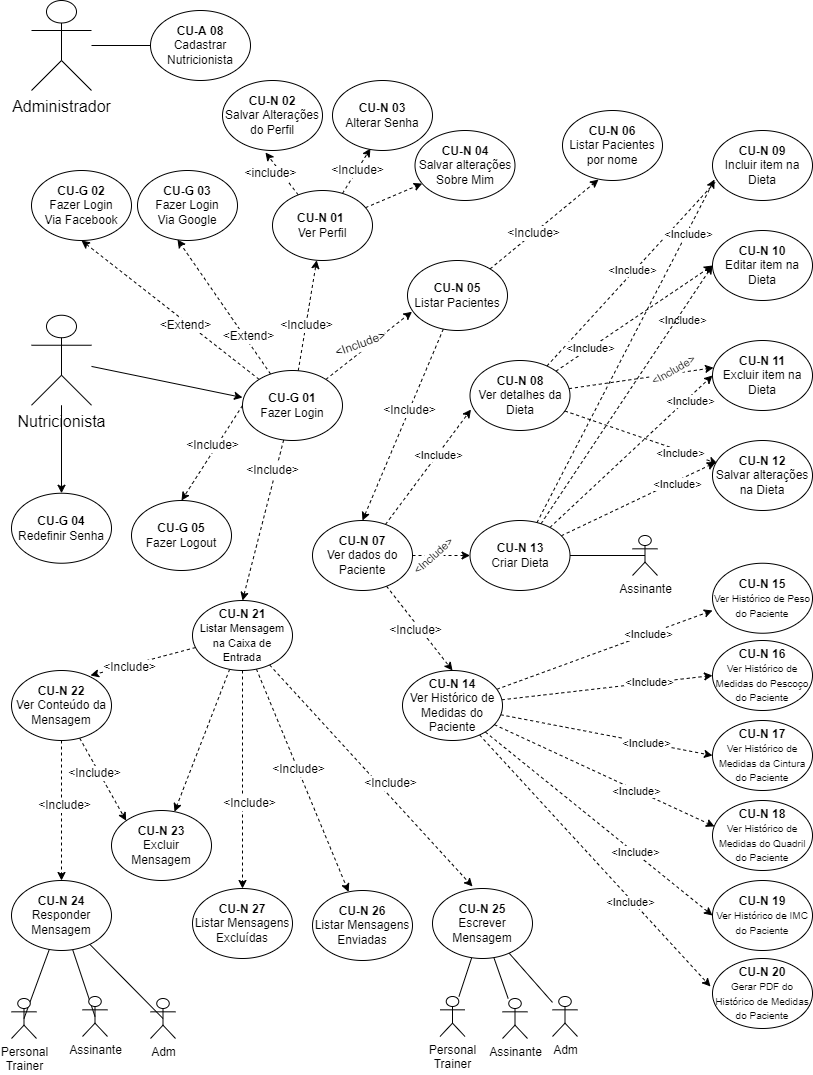 CU-A 08
Cadastrar
Nutricionista
Administrador
CU-N 02
Salvar Alterações
do Perfil
CU-N 03
Alterar Senha
CU-N 04
Salvar alterações
Sobre Mim
CU-N 06
Listar Pacientes
por nome
CU-N 09
Incluir item na
Dieta
<include>
<Include>
CU-G 02
Fazer Login
Via Facebook
CU-G 03
Fazer Login
Via Google
CU-N 01
Ver Perfil
<Include>
<Include>
CU-N 10
Editar item na
Dieta
<Include>
CU-N 05
Listar Pacientes
<Extend>
<Extend>
<Include>
<Include>
<Include>
<Include>
Nutricionista
CU-G 01
Fazer Login
CU-N 08
Ver detalhes da
Dieta
<Include>
CU-N 11
Excluir item na
Dieta
<Include>
<Include>
<Include>
<Include>
<Include>
<Include>
<Include>
CU-N 12
Salvar alterações
na Dieta
CU-G 04
Redefinir Senha
CU-G 05
Fazer Logout
CU-N 07
Ver dados do
Paciente
<Include>
CU-N 13
Criar Dieta
Assinante
CU-N 15
Ver Histórico de Peso
do Paciente
CU-N 21
Listar Mensagem
na Caixa de
Entrada
<Include>
<Include>
<Include>
CU-N 22
Ver Conteúdo da
Mensagem
CU-N 14
Ver Histórico de
Medidas do
Paciente
<Include>
CU-N 16
Ver Histórico de
Medidas do Pescoço
do Paciente
<Include>
CU-N 17
Ver Histórico de
Medidas da Cintura
do Paciente
<Include>
<Include>
<Include>
<Include>
<Include>
<Include>
CU-N 18
Ver Histórico de
Medidas do Quadril
do Paciente
CU-N 23
Excluir
Mensagem
<Include>
CU-N 24
Responder
Mensagem
CU-N 27
Listar Mensagens
Excluídas
CU-N 26
Listar Mensagens
Enviadas
CU-N 25
Escrever
Mensagem
<Include>
CU-N 19
Ver Histórico de IMC
do Paciente
CU-N 20
Gerar PDF do
Histórico de Medidas
do Paciente
Personal
Trainer
Assinante
Adm
Personal
Trainer
Assinante
Adm